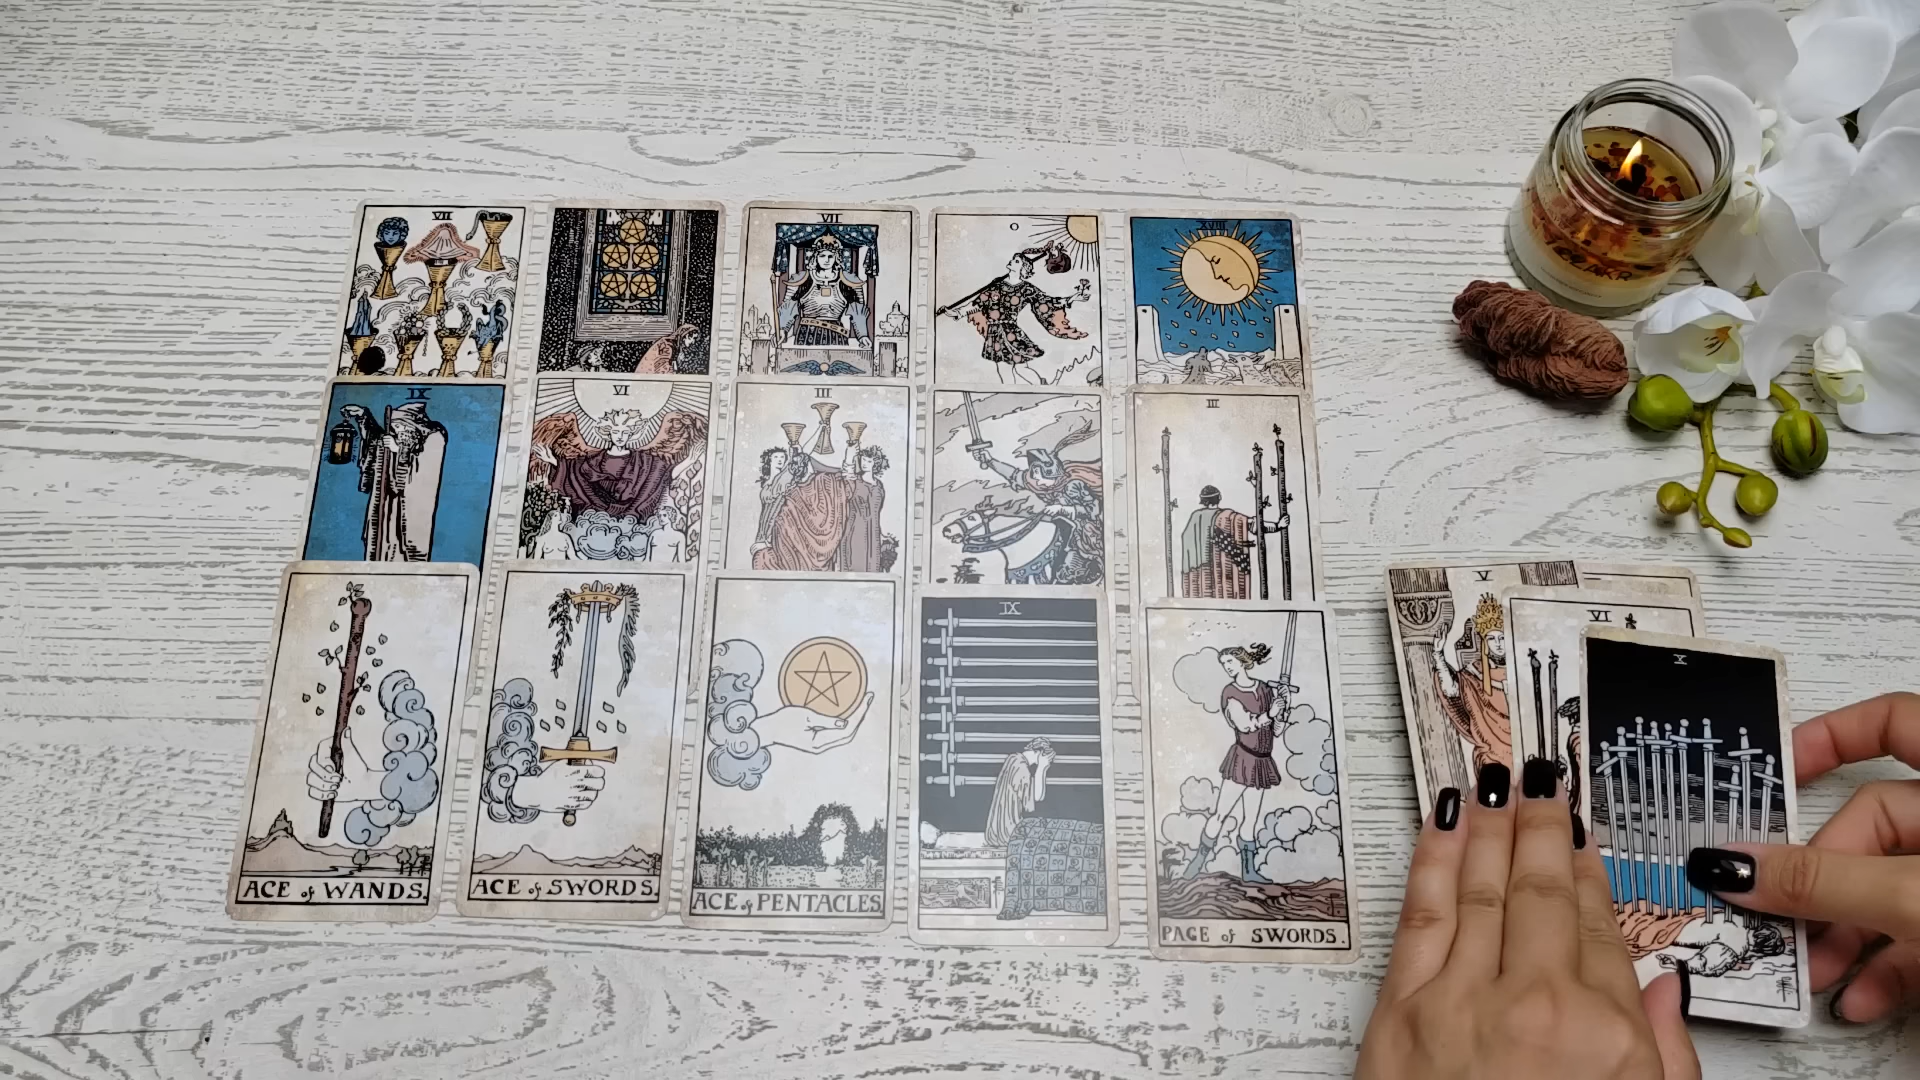 VII
VII
O
XVIII
IX
VI
III
III
ACE of WANDS.
ACE of SWORDS.
ACE of PENTACLES
IX
PAGE of SWORDS.
V
VI
X